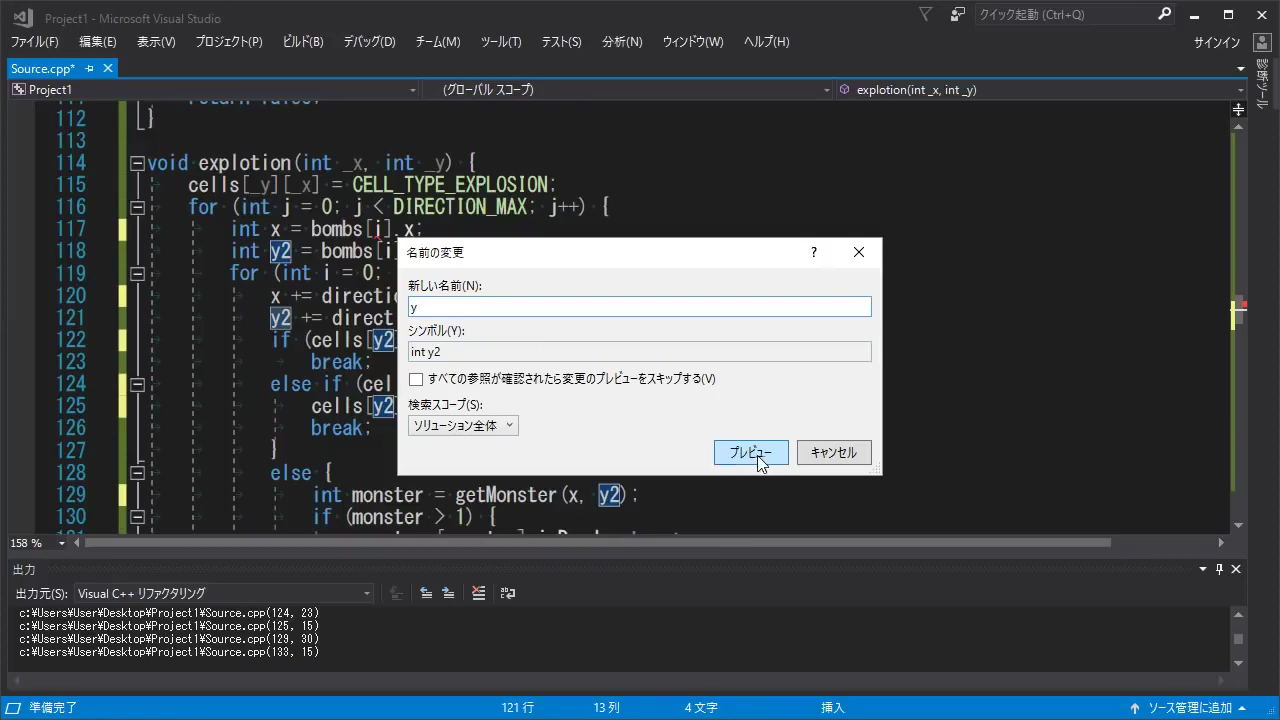 Project1 - Microsoft Visual Studio
クイック起動 (Ctrl+Q)
ファイル(F) 編集(E) 表示(V) プロジェクト(P) ビルド(B) デバッグ(D) チーム(M) ツール(T) テスト(S) 分析(N) ウィンドウ(W) ヘルプ(H) サインイン
Source.cpp*
診断ツール
Project1 (グローバル スコープ) explotion(int _x, int _y)
112 }
113
114 void explotion(int _x, int _y) {
115 cells[_y][_x] = CELL_TYPE_EXPLOSION;
116 for (int j = 0; j < DIRECTION_MAX; j++) {
117 int x = bombs[i].x;
118 int y2 = bombs[i]
119 for (int i = 0;
120 x += directio
121 y2 += direct
122 if (cells[y2
123 break;
124 else if (cel
125 cells[y2
126 break;
127 }
128 else {
129 int monster = getMonster(x, y2);
130 if (monster > 1) {
名前の変更
? 
新しい名前(N):
y
シンボル(Y):
int y2
すべての参照が確認されたら変更のプレビューをスキップする(V)
検索スコープ(S):
ソリューション全体
プレビュー キャンセル
158 %
出力
出力元(S): Visual C++ リファクタリング
c:¥Users¥User¥Desktop¥Project1¥Source.cpp(124, 23)
c:¥Users¥User¥Desktop¥Project1¥Source.cpp(125, 15)
c:¥Users¥User¥Desktop¥Project1¥Source.cpp(129, 30)
c:¥Users¥User¥Desktop¥Project1¥Source.cpp(133, 15)
準備完了 121 行 13 列 4 文字 挿入 ソース管理に追加